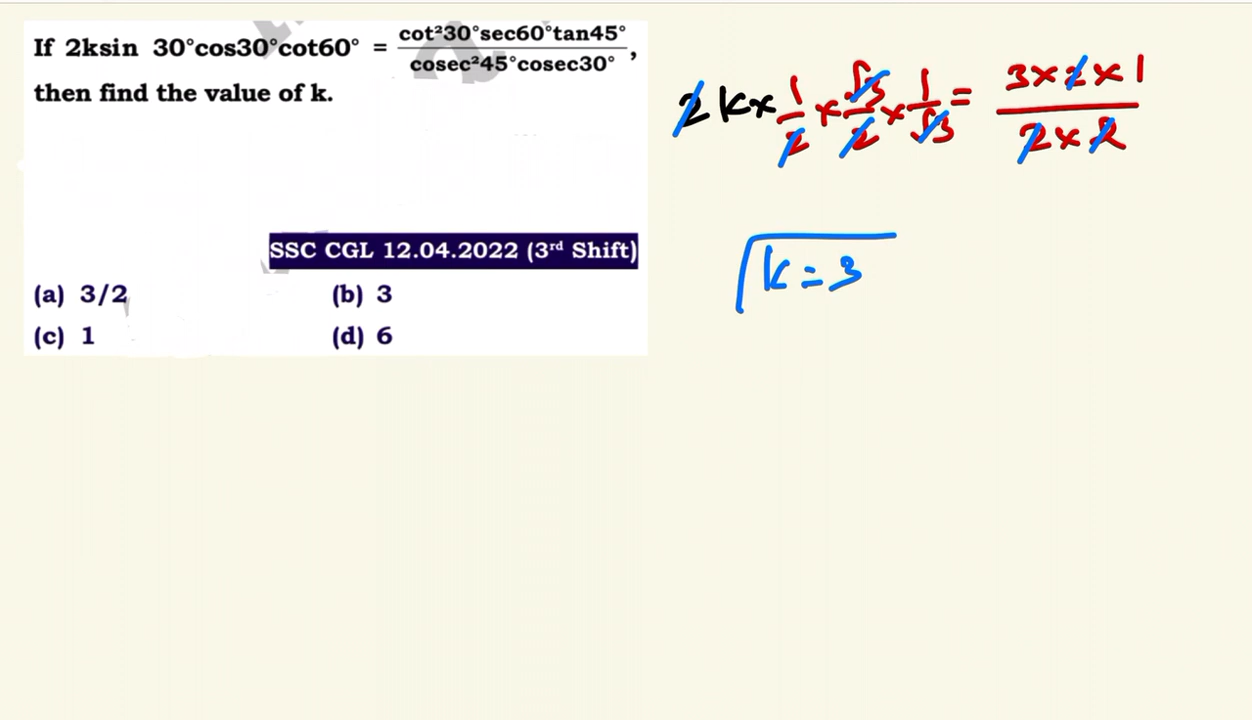 If 2ksin 30°cos30°cot60° = cot²30°sec60°tan45° / cosec²45°cosec30° ,
then find the value of k.
SSC CGL 12.04.2022 (3rd Shift)
(a) 3/2 (b) 3
(c) 1 (d) 6
2 k × 1/2 × √3/2 × 1/√3 = 3 × 2 × 1 / 2 × 2
k = 3